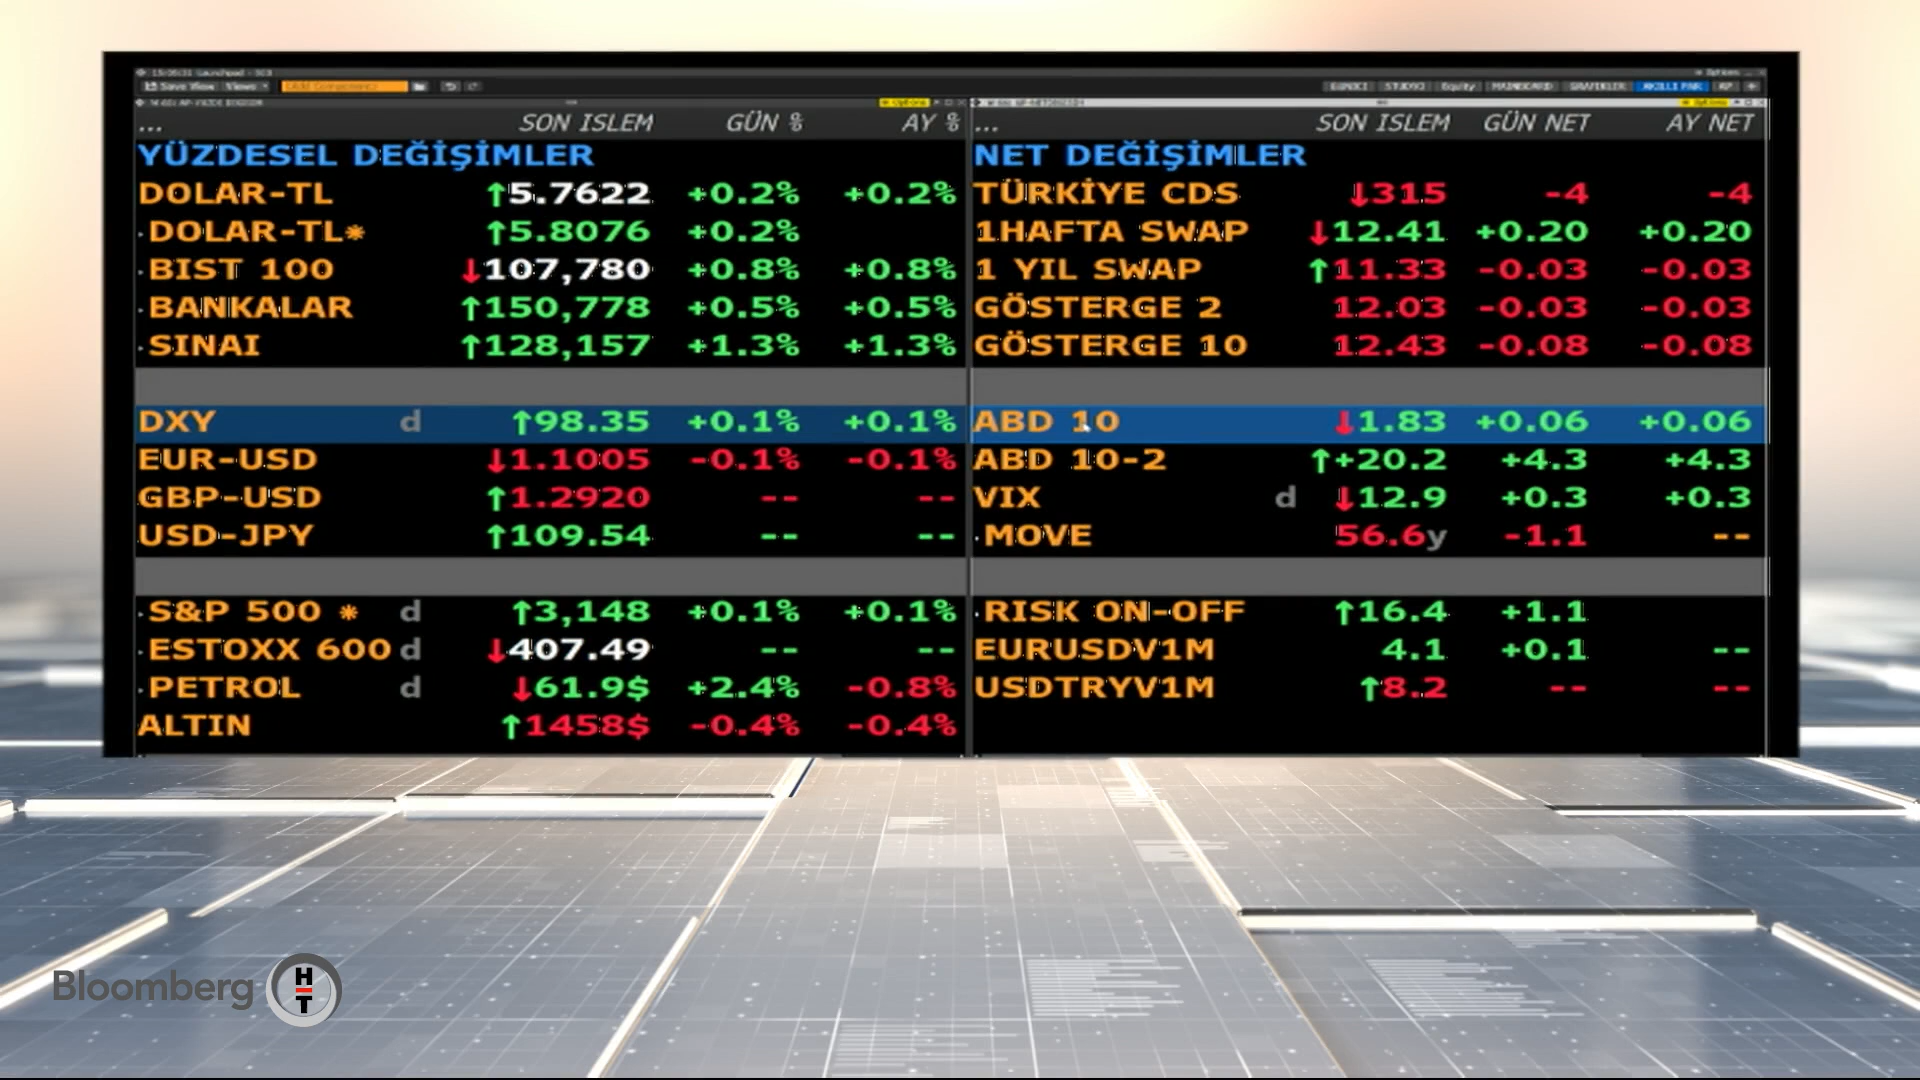 Save View Views
Equity MAINBOARD GRAFIKLER AKILLI PAR
... SON ISLEM GÜN % AY %
YÜZDESEL DEĞİŞİMLER
DOLAR-TL ↑5.7622 +0.2% +0.2%
DOLAR-TL* ↑5.8076 +0.2%
BIST 100 ↓107,780 +0.8% +0.8%
BANKALAR ↑150,778 +0.5% +0.5%
SINAI ↑128,157 +1.3% +1.3%
DXY d ↑98.35 +0.1% +0.1%
EUR-USD ↓1.1005 -0.1% -0.1%
GBP-USD ↑1.2920 -- --
USD-JPY ↑109.54 -- --
S&P 500 * d ↑3,148 +0.1% +0.1%
ESTOXX 600 d ↓407.49 -- --
PETROL d ↓61.9$ +2.4% -0.8%
ALTIN ↑1458$ -0.4% -0.4%
... SON ISLEM GÜN NET AY NET
NET DEĞİŞİMLER
TÜRKİYE CDS ↓315 -4 -4
1HAFTA SWAP ↓12.41 +0.20 +0.20
1 YIL SWAP ↑11.33 -0.03 -0.03
GÖSTERGE 2 12.03 -0.03 -0.03
GÖSTERGE 10 12.43 -0.08 -0.08
ABD 10 ↓1.83 +0.06 +0.06
ABD 10-2 ↑+20.2 +4.3 +4.3
VIX d ↓12.9 +0.3 +0.3
MOVE 56.6y -1.1 --
RISK ON-OFF ↑16.4 +1.1
EURUSDV1M 4.1 +0.1 --
USDTRYV1M ↑8.2 -- --
Bloomberg HT